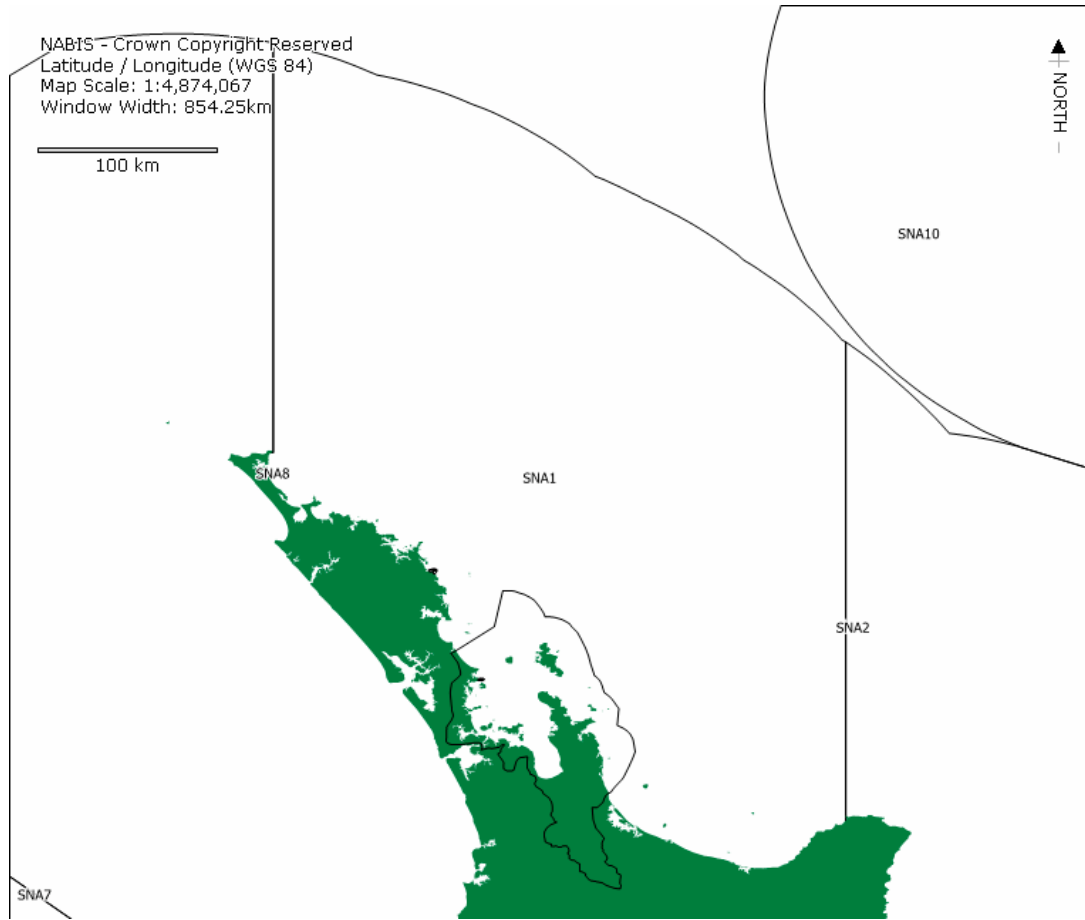 NABIS - Crown Copyright Reserved
Latitude / Longitude (WGS 84)
Map Scale: 1:4,874,067
Window Width: 854.25km
100 km
NORTH
SNA10
SNA8
SNA1
SNA2
SNA7